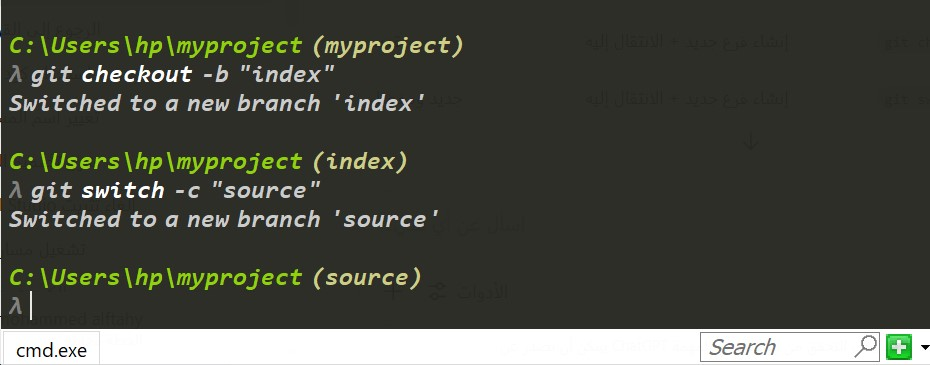 C:\Users\hp\myproject (myproject)
λ git checkout -b "index"
Switched to a new branch 'index'
C:\Users\hp\myproject (index)
λ git switch -c "source"
Switched to a new branch 'source'
C:\Users\hp\myproject (source)
λ
cmd.exe
Search